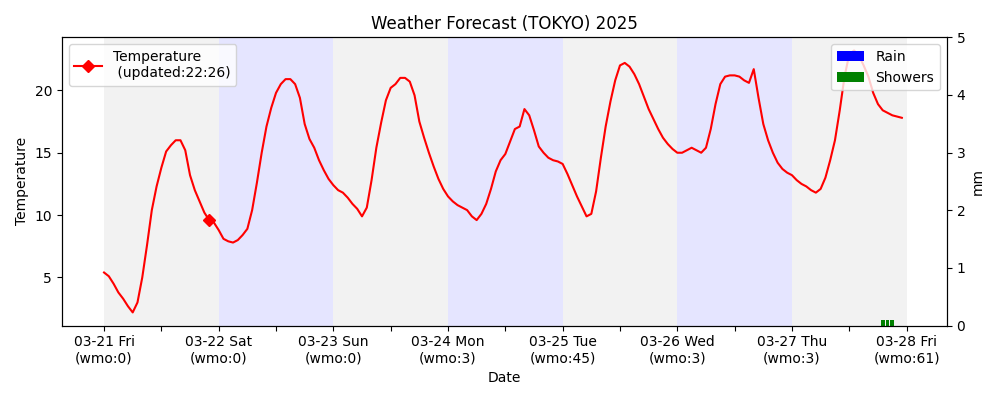 Weather Forecast (TOKYO) 2025
Temperature
(updated:22:26)
Rain
Showers
Temperature
20
15
10
5
5
4
3
2
1
0
mm
03-21 Fri
(wmo:0)
03-22 Sat
(wmo:0)
03-23 Sun
(wmo:0)
03-24 Mon
(wmo:3)
03-25 Tue
(wmo:45)
03-26 Wed
(wmo:3)
03-27 Thu
(wmo:3)
03-28 Fri
(wmo:61)
Date